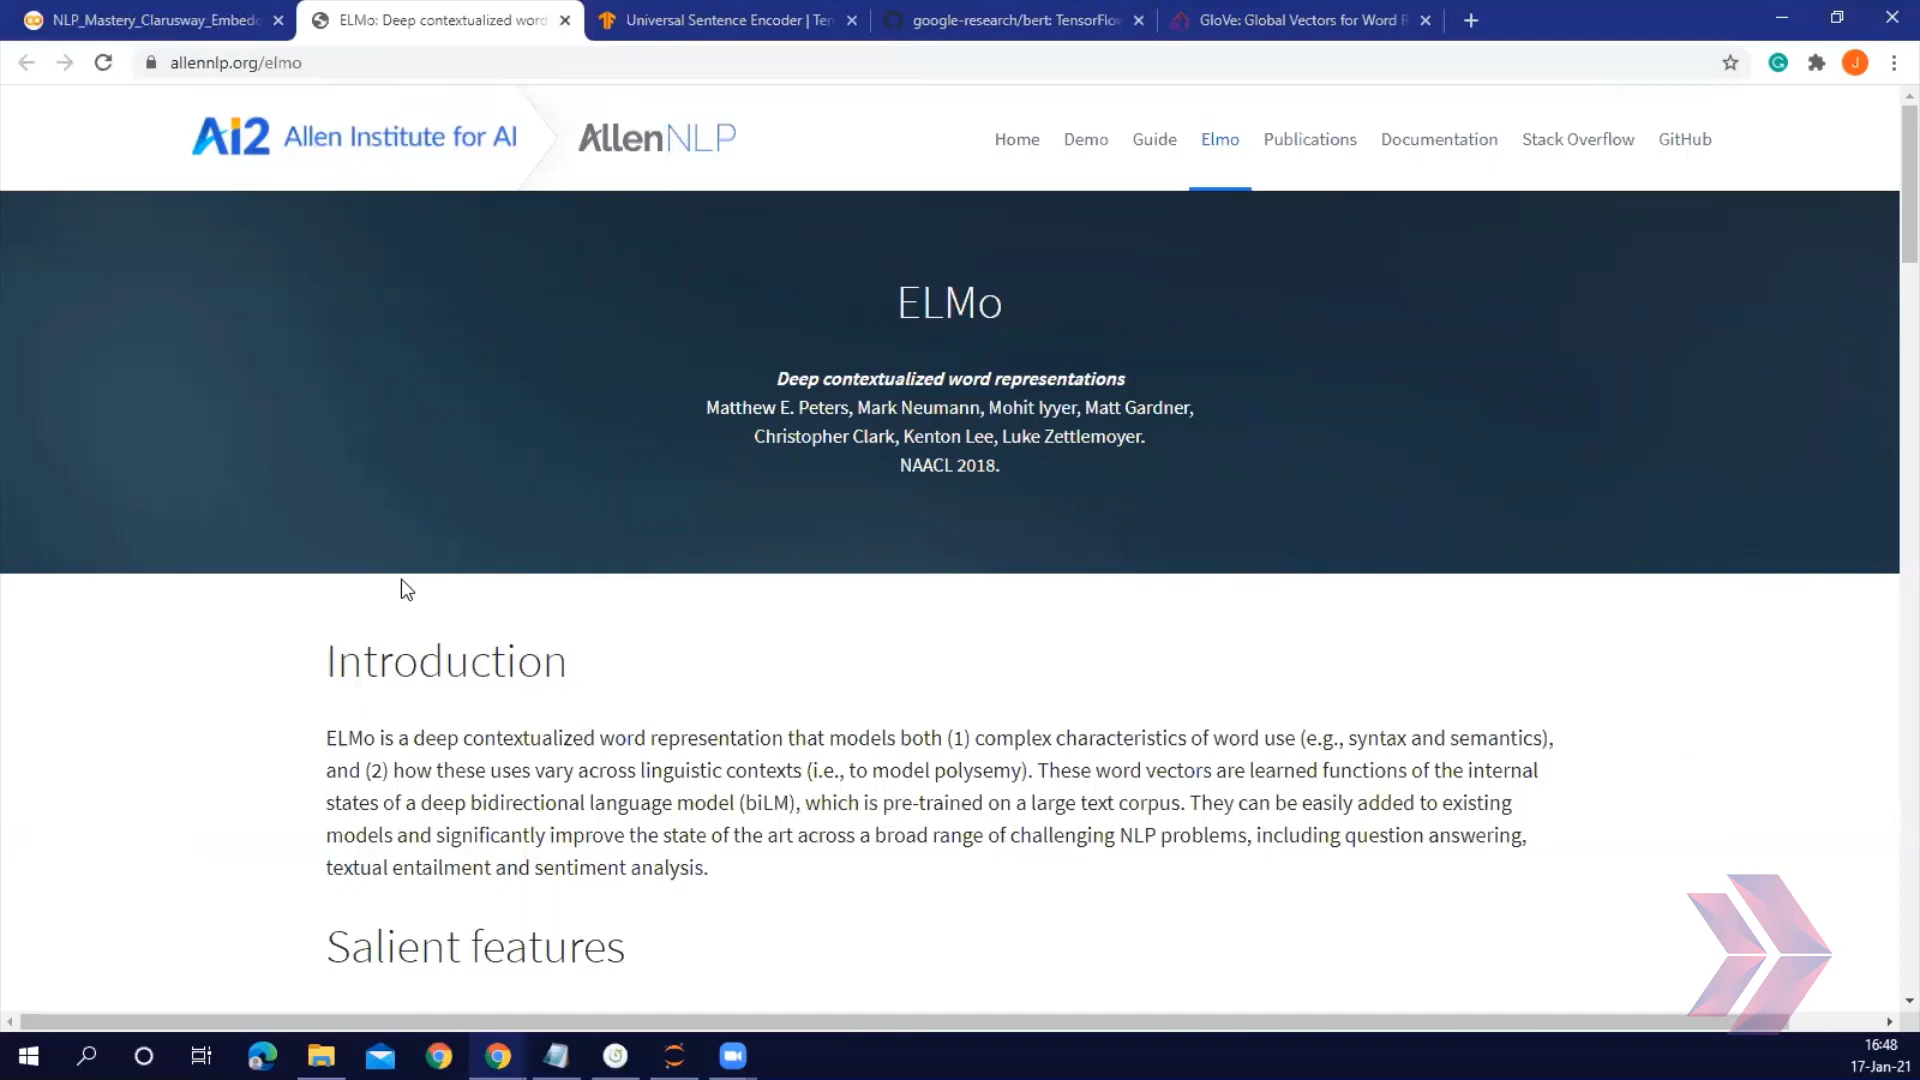 NLP_Mastery_Clarusway_Embed
ELMo: Deep contextualized word
Universal Sentence Encoder | Ten
google-research/bert: TensorFlow
GloVe: Global Vectors for Word R
allennlp.org/elmo
J
Ai2 Allen Institute for AI
AllenNLP
Home
Demo
Guide
Elmo
Publications
Documentation
Stack Overflow
GitHub
ELMo
Deep contextualized word representations
Matthew E. Peters, Mark Neumann, Mohit Iyyer, Matt Gardner,
Christopher Clark, Kenton Lee, Luke Zettlemoyer.
NAACL 2018.
Introduction
ELMo is a deep contextualized word representation that models both (1) complex characteristics of word use (e.g., syntax and semantics),
and (2) how these uses vary across linguistic contexts (i.e., to model polysemy). These word vectors are learned functions of the internal
states of a deep bidirectional language model (biLM), which is pre-trained on a large text corpus. They can be easily added to existing
models and significantly improve the state of the art across a broad range of challenging NLP problems, including question answering,
textual entailment and sentiment analysis.
Salient features
16:48
17-Jan-21